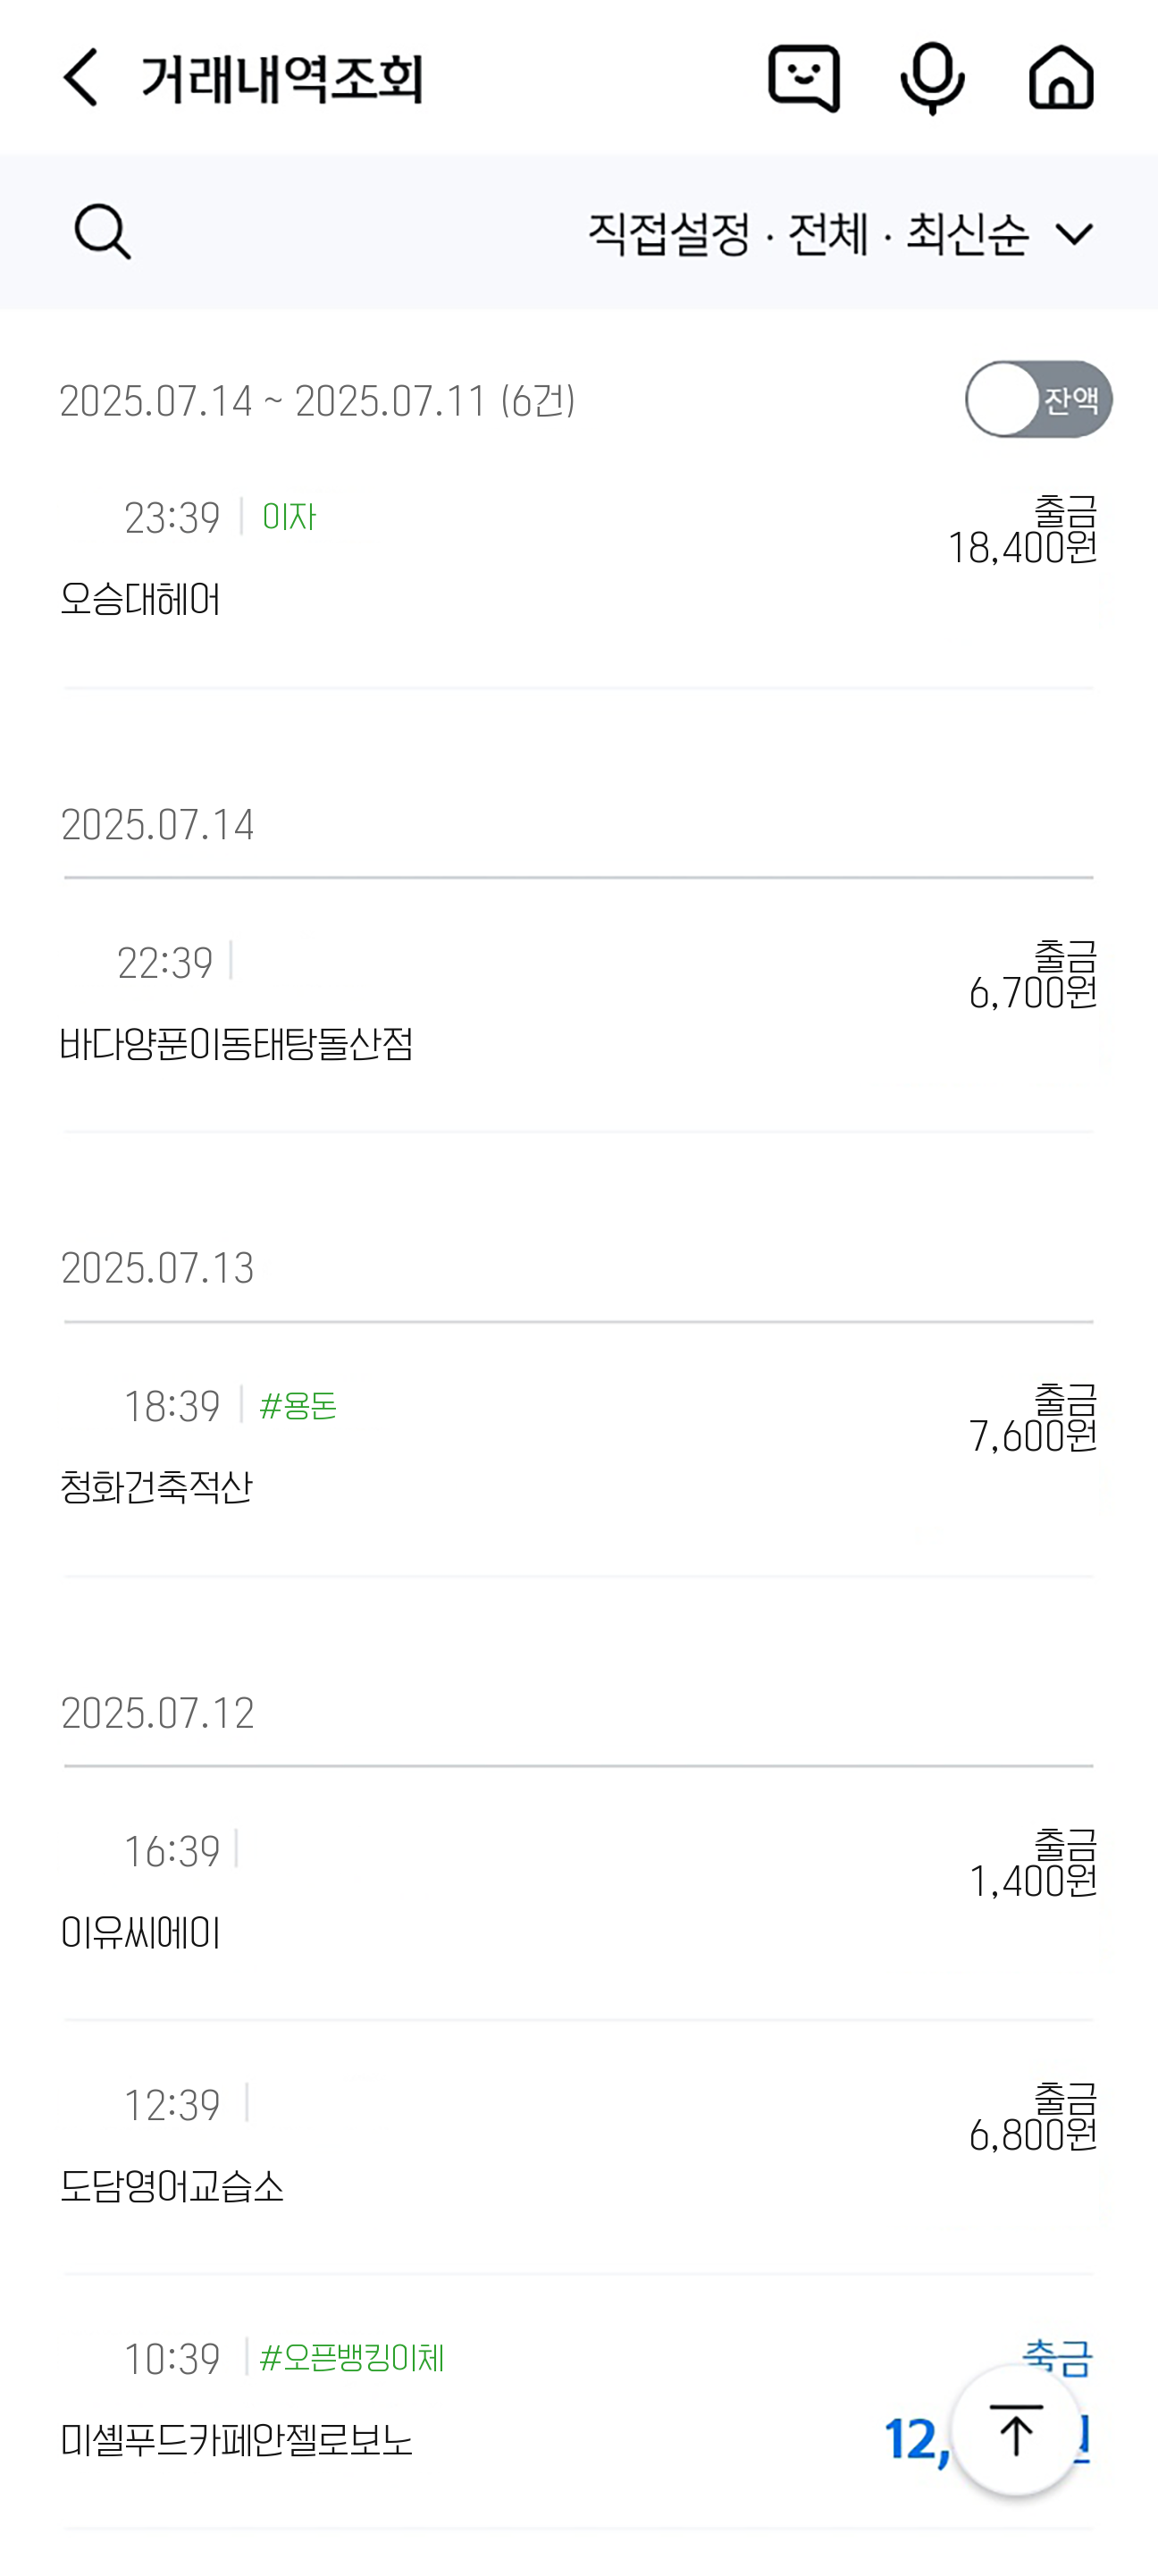 거래내역조회
직접설정 · 전체 · 최신순
2025.07.14 ~ 2025.07.11 (6건)
잔액
23:39 | 이자
출금
18,400원
오승대헤어
2025.07.14
22:39 |
출금
6,700원
바다양푼이동태탕돌산점
2025.07.13
18:39 | #용돈
출금
7,600원
청화건축적산
2025.07.12
16:39 |
출금
1,400원
이유씨에이
12:39 |
출금
6,800원
도담영어교습소
10:39 | #오픈뱅킹이체
출금
12,
미셸푸드카페안젤로보노